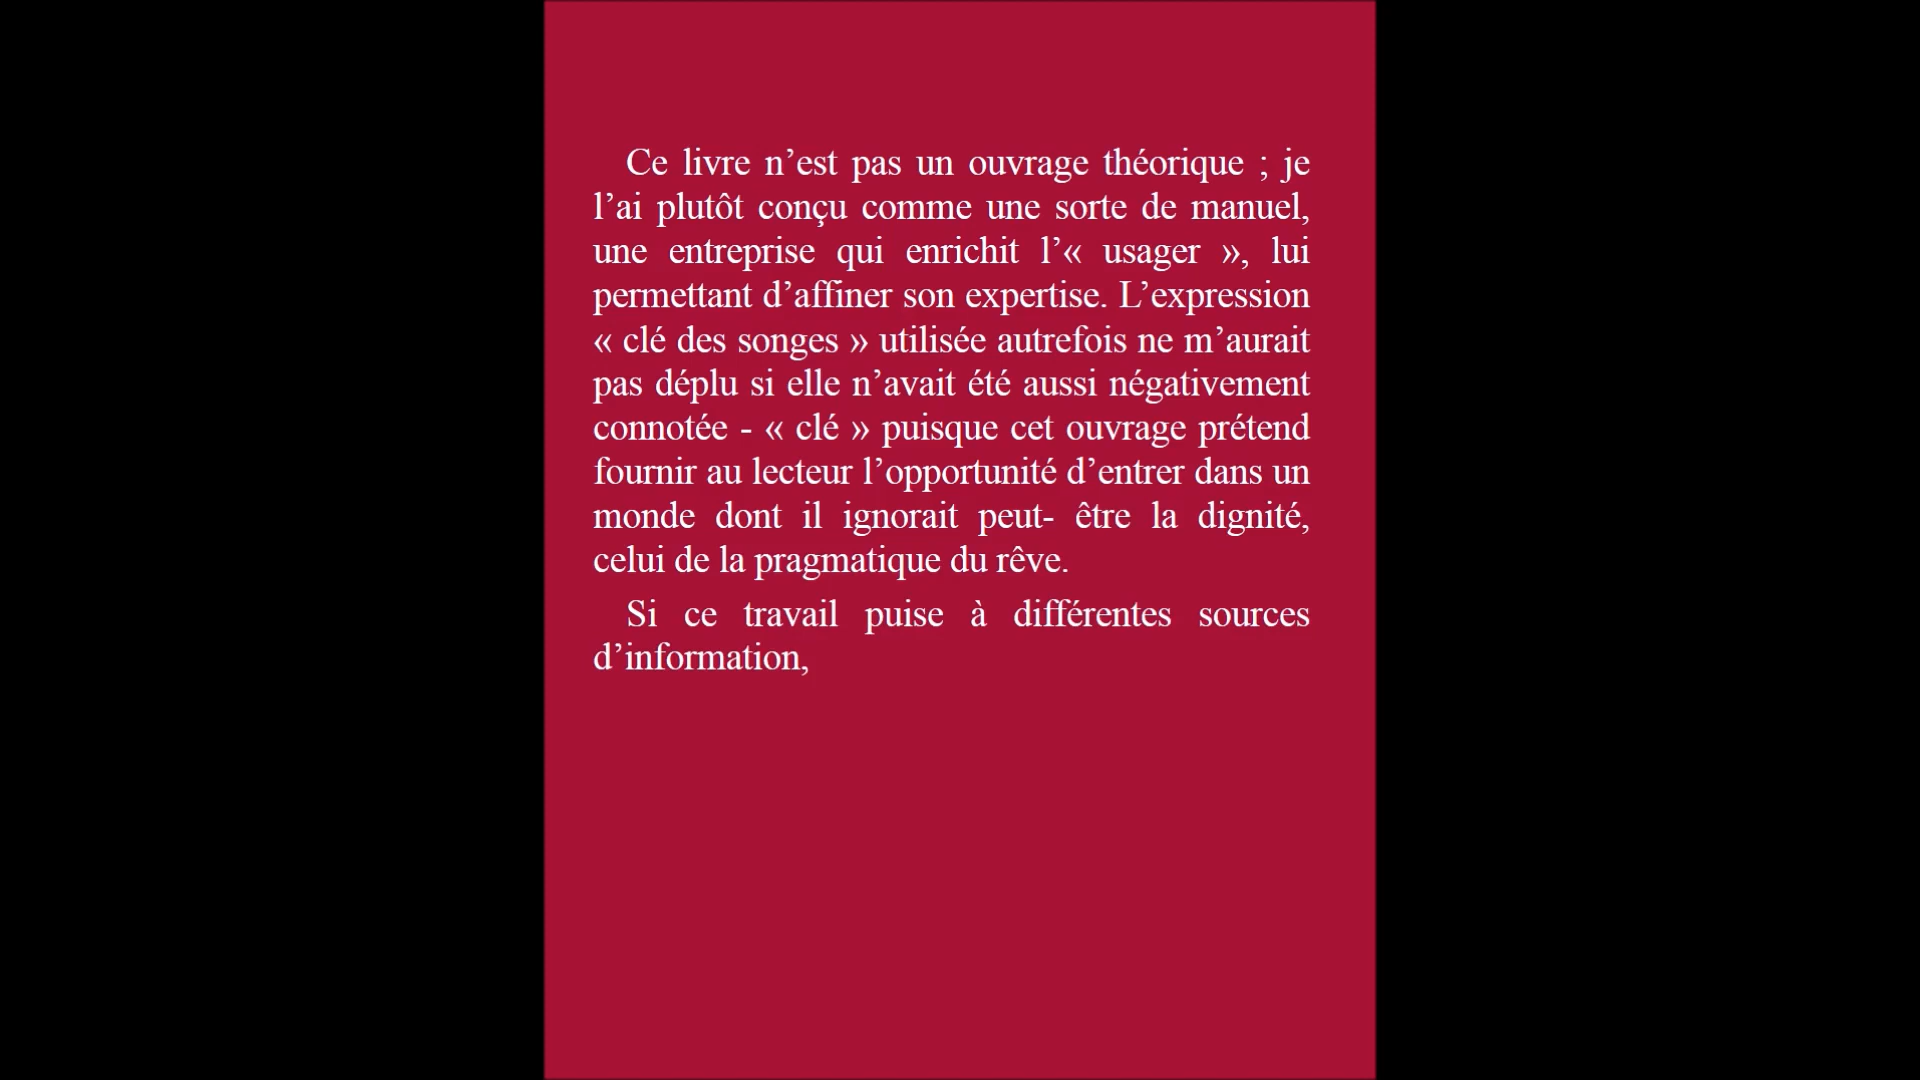 Ce livre n’est pas un ouvrage théorique ; je
l’ai plutôt conçu comme une sorte de manuel,
une entreprise qui enrichit l’« usager », lui
permettant d’affiner son expertise. L’expression
« clé des songes » utilisée autrefois ne m’aurait
pas déplu si elle n’avait été aussi négativement
connotée - « clé » puisque cet ouvrage prétend
fournir au lecteur l’opportunité d’entrer dans un
monde dont il ignorait peut- être la dignité,
celui de la pragmatique du rêve.
Si ce travail puise à différentes sources
d’information,